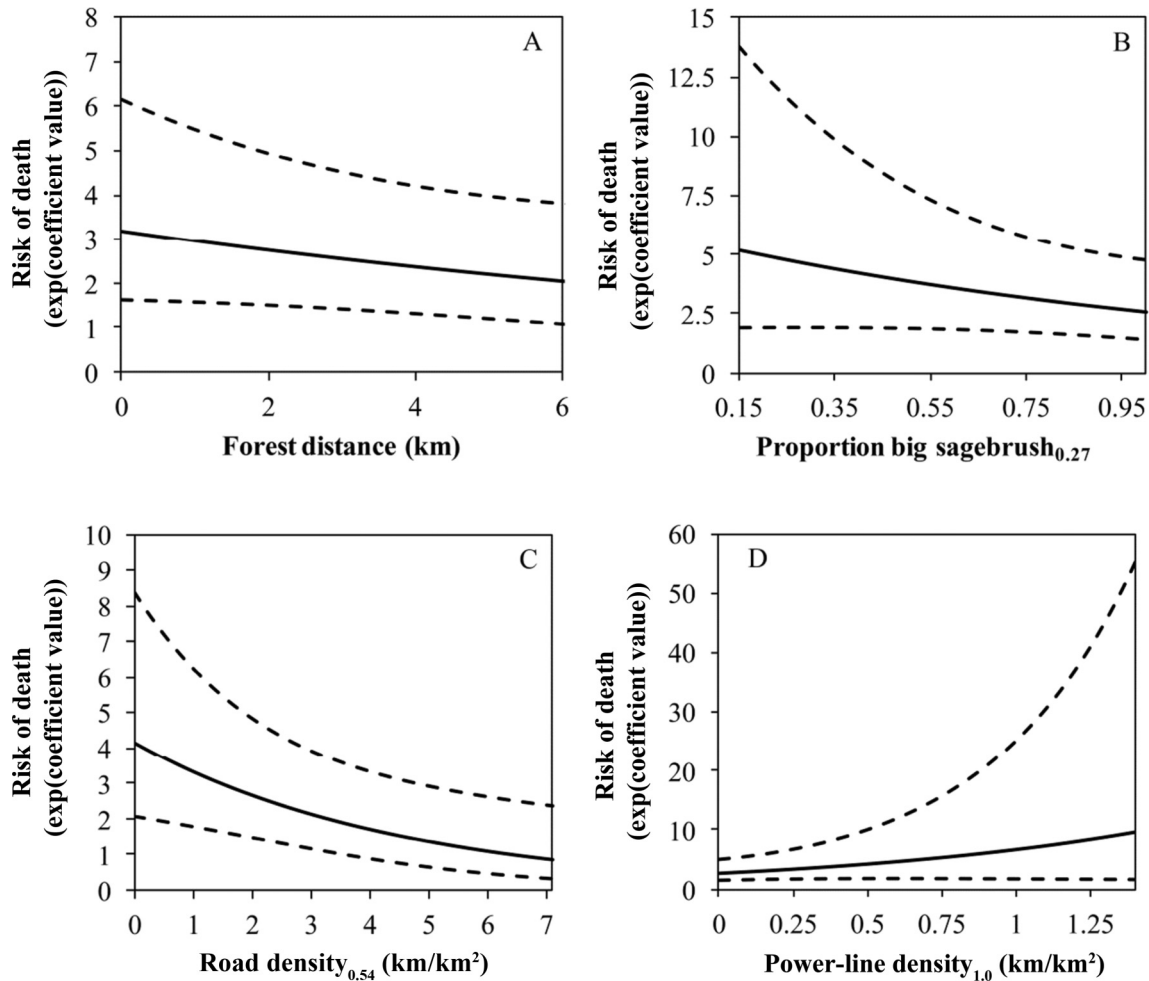 A
Risk of death
(exp(coefficient value))
8
7
6
5
4
3
2
1
0
0 2 4 6
Forest distance (km)
B
Risk of death
(exp(coefficient value))
15
12.5
10
7.5
5
2.5
0
0.15 0.35 0.55 0.75 0.95
Proportion big sagebrush0.27
C
Risk of death
(exp(coefficient value))
10
9
8
7
6
5
4
3
2
1
0
0 1 2 3 4 5 6 7
Road density0.54 (km/km²)
D
Risk of death
(exp(coefficient value))
60
50
40
30
20
10
0
0 0.25 0.5 0.75 1 1.25
Power-line density1.0 (km/km²)